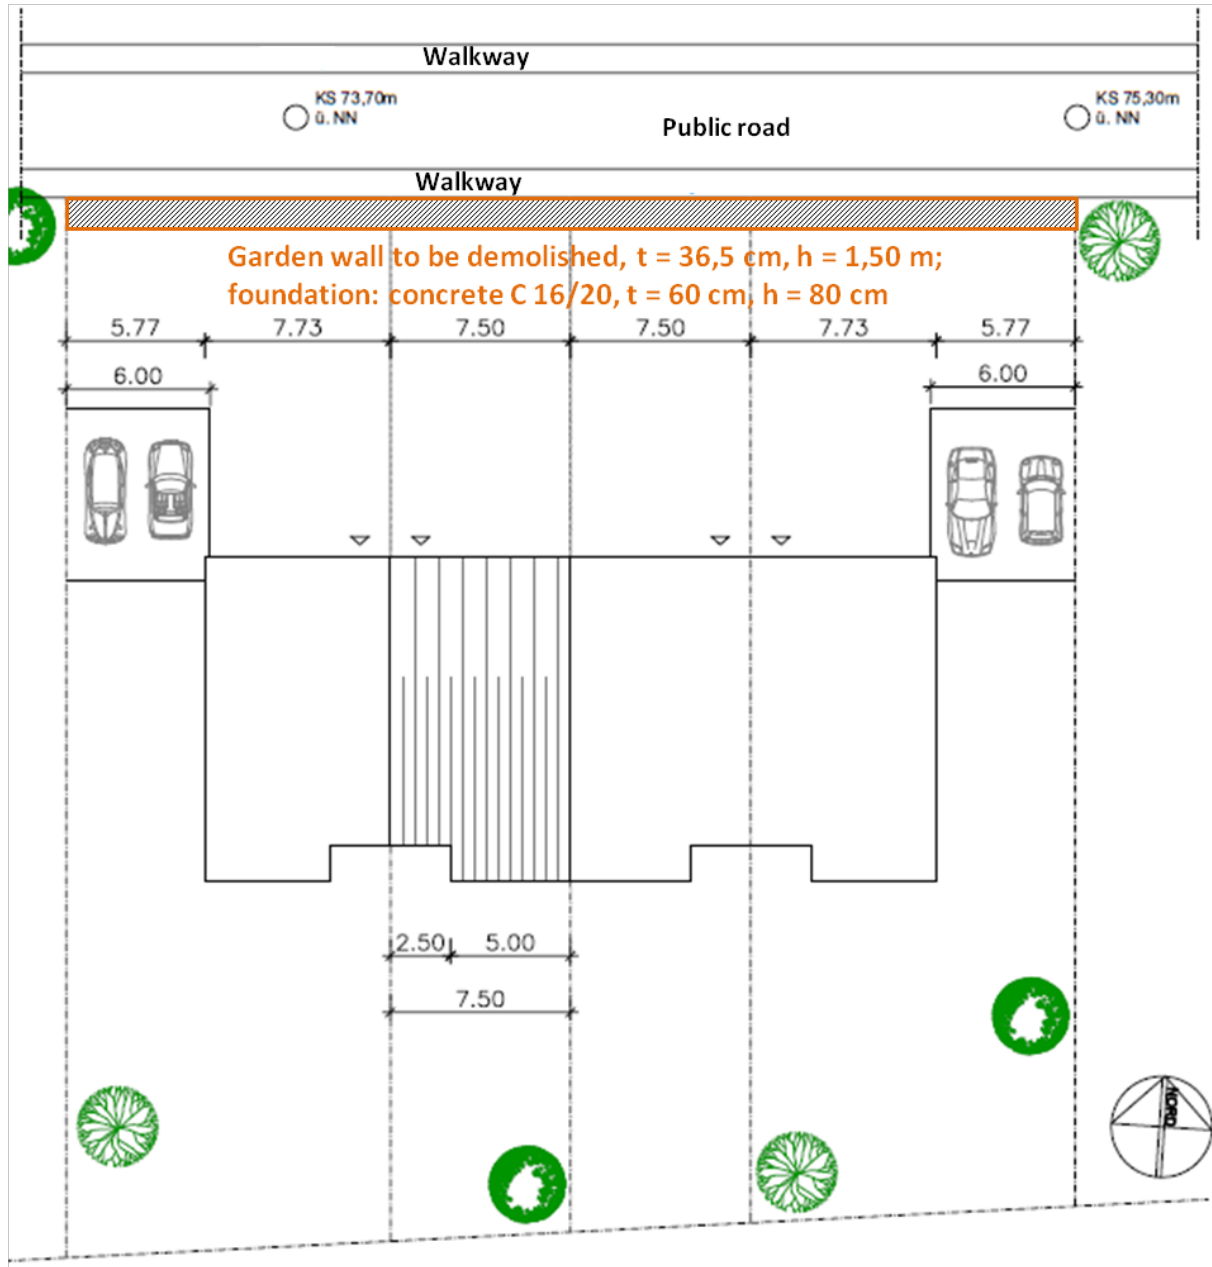 Walkway
KS 73,70m
ü. NN
KS 75,30m
ü. NN
Public road
Walkway
Garden wall to be demolished, t = 36,5 cm, h = 1,50 m;
foundation: concrete C 16/20, t = 60 cm, h = 80 cm
5.77 7.73 7.50 7.50 7.73 5.77
6.00 6.00
2.50 5.00
7.50
NORD